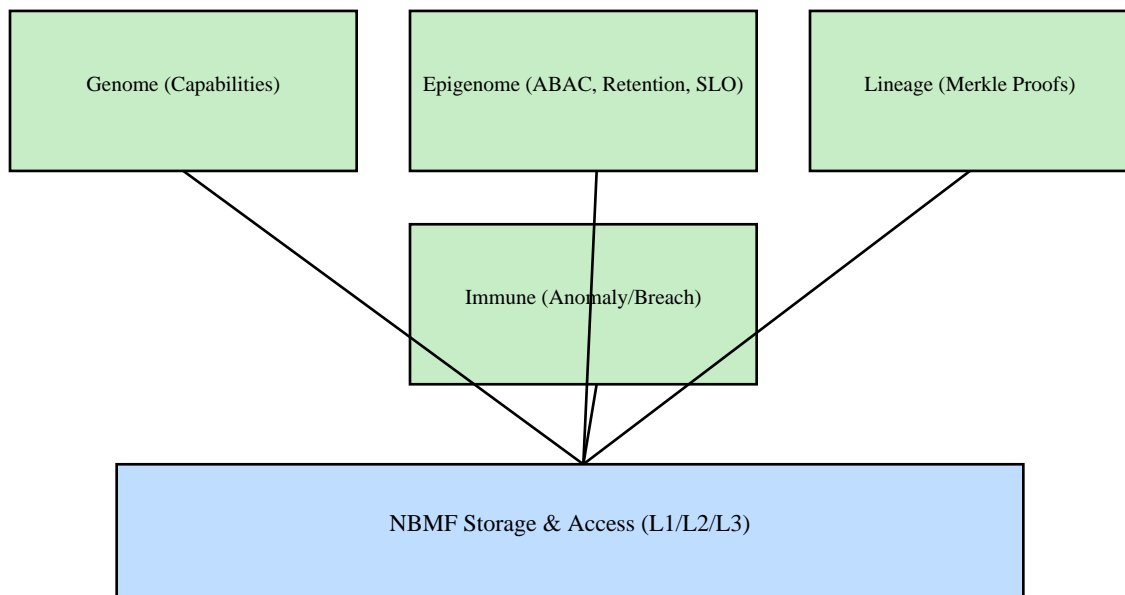 Genome (Capabilities)
Epigenome (ABAC, Retention, SLO)
Lineage (Merkle Proofs)
Immune (Anomaly/Breach)
NBMF Storage & Access (L1/L2/L3)